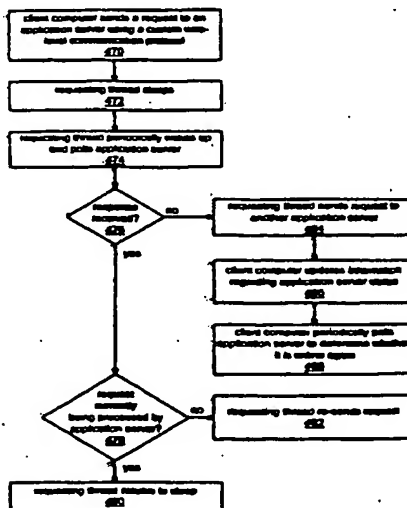 client computer sends a request to an
application server using a custom wire-
level communication protocol
470
requesting thread sleeps
472
requesting thread periodically wakes up
and polls application server
474
response
received?
476
no
yes
requesting thread sends request to
another application server
484
client computer updates information
regarding application server status
client computer periodically polls
application server to determine whether
it is online again
488
request
currently
being processed by
application server?
478
no
yes
requesting thread re-sends request
482
requesting thread returns to sleep
480